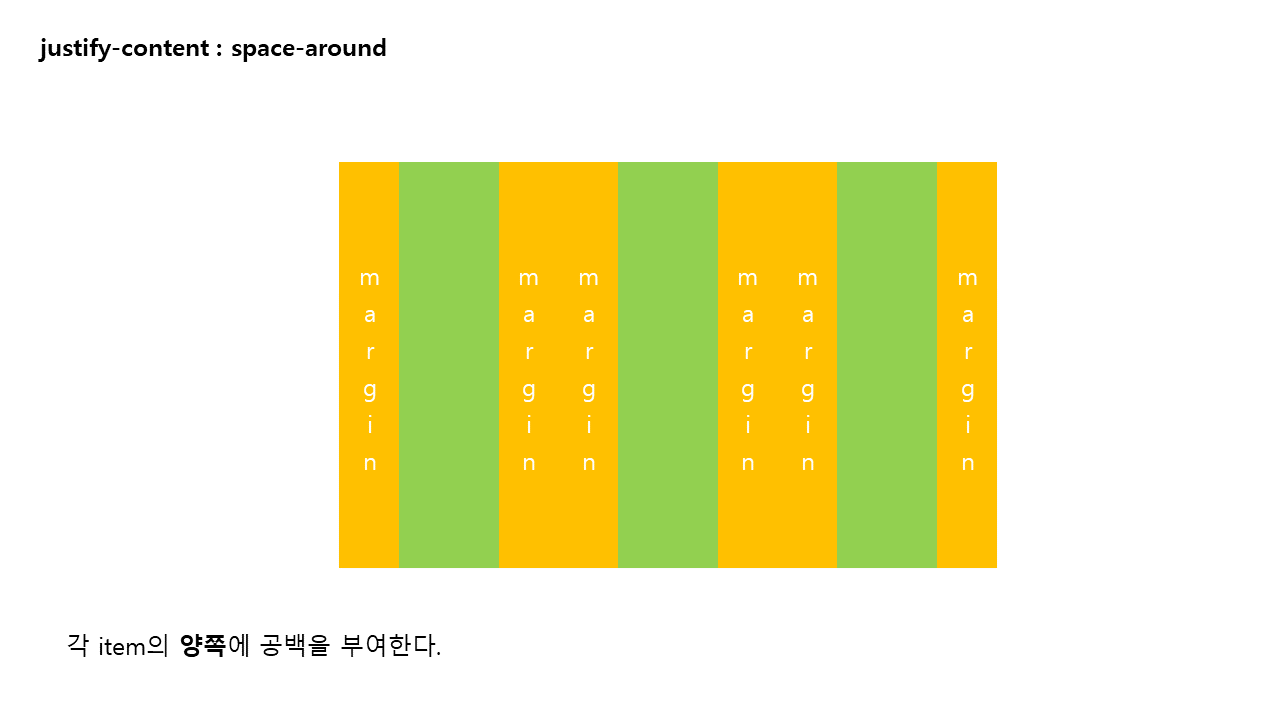 justify-content : space-around
margin
margin
margin
margin
margin
margin
각 item의 양쪽에 공백을 부여한다.